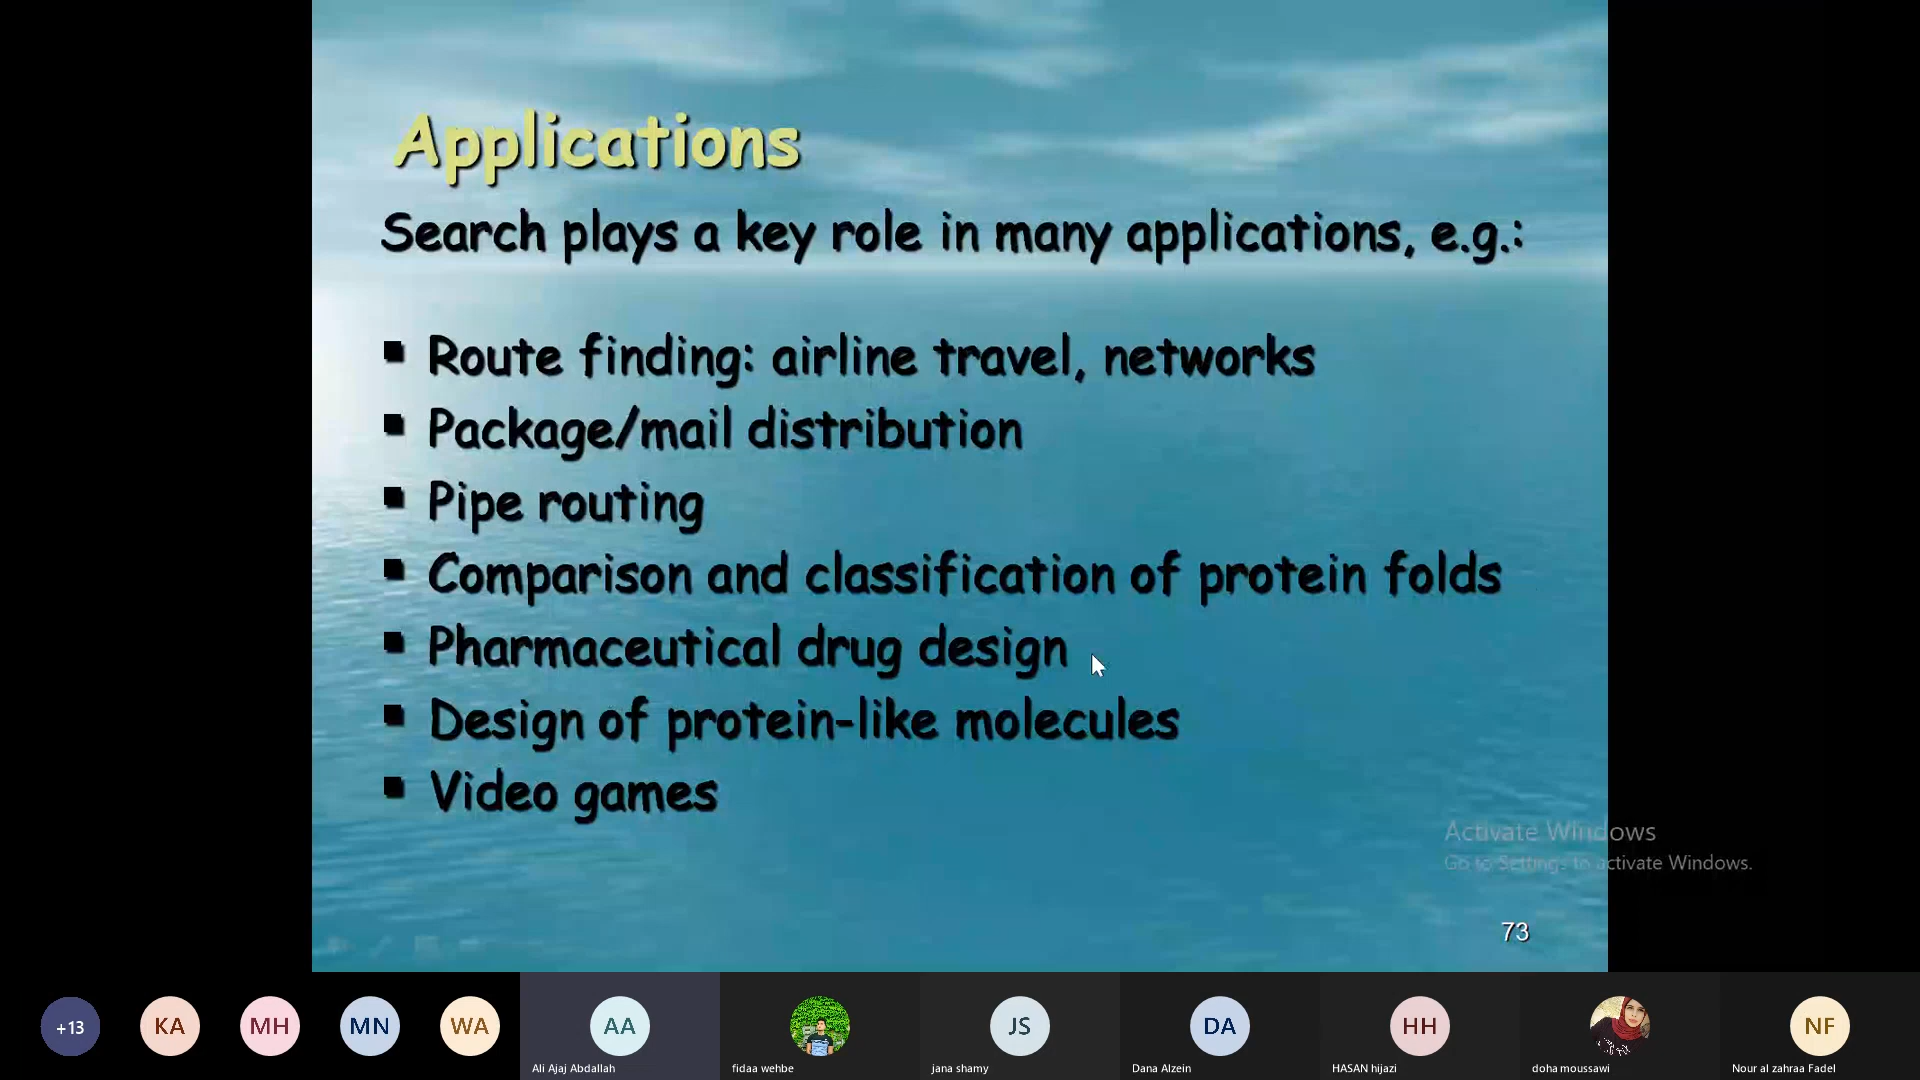 Applications
Search plays a key role in many applications, e.g.:
▪ Route finding: airline travel, networks
▪ Package/mail distribution
▪ Pipe routing
▪ Comparison and classification of protein folds
▪ Pharmaceutical drug design
▪ Design of protein-like molecules
▪ Video games
Activate Windows
Go to Settings to activate Windows.
73
+13 KA MH MN WA AA JS DA HH NF
Ali Ajaj Abdallah fidaa wehbe jana shamy Dana Alzein HASAN hijazi doha moussawi Nour al zahraa Fadel